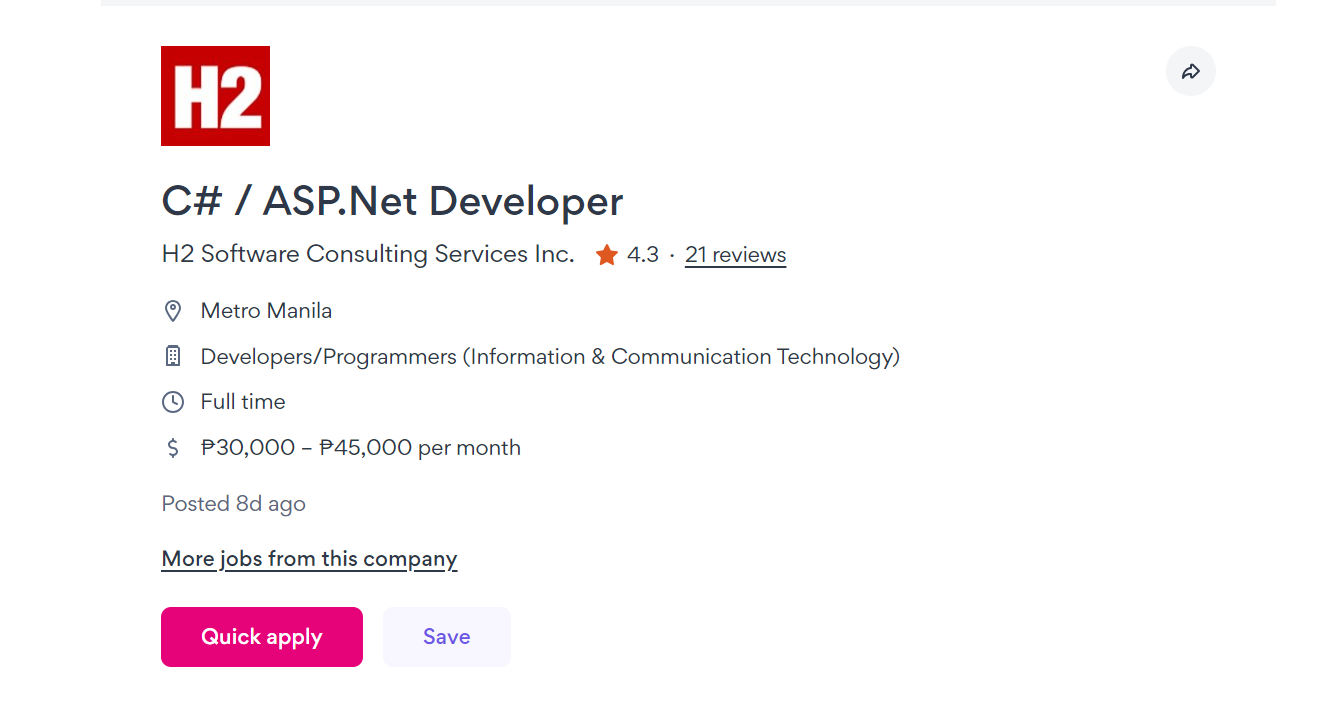 H2
C# / ASP.Net Developer
H2 Software Consulting Services Inc. 4.3 · 21 reviews
Metro Manila
Developers/Programmers (Information & Communication Technology)
Full time
₱30,000 – ₱45,000 per month
Posted 8d ago
More jobs from this company
Quick apply Save